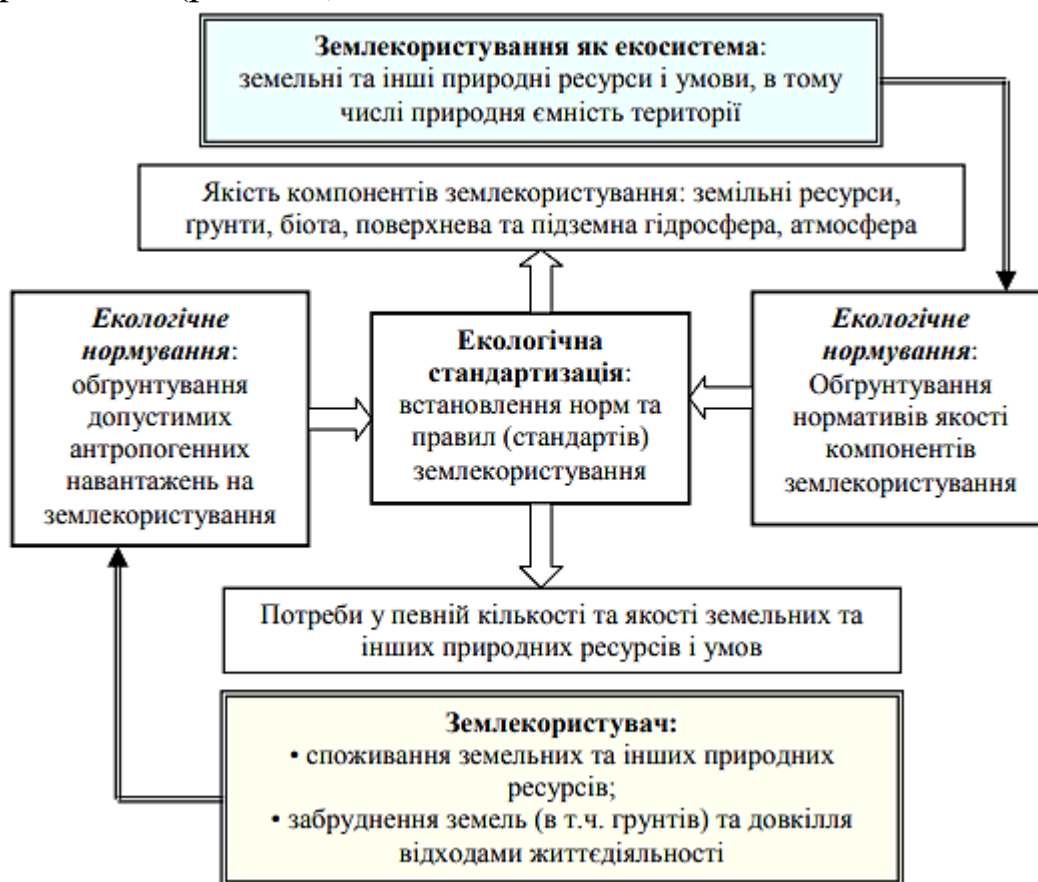 Землекористування як екосистема:
земельні та інші природні ресурси і умови, в тому
числі природня ємність території
Якість компонентів землекористування: земільні ресурси,
ґрунти, біота, поверхнева та підземна гідросфера, атмосфера
Екологічне
нормування:
обґрунтування
допустимих
антропогенних
навантажень на
землекористування
Екологічна
стандартизація:
встановлення норм та
правил (стандартів)
землекористування
Екологічне
нормування:
Обґрунтування
нормативів якості
компонентів
землекористування
Потреби у певній кількості та якості земельних та
інших природних ресурсів і умов
Землекористувач:
• споживання земельних та інших природних
ресурсів;
• забруднення земель (в т.ч. грунтів) та довкілля
відходами життєдіяльності